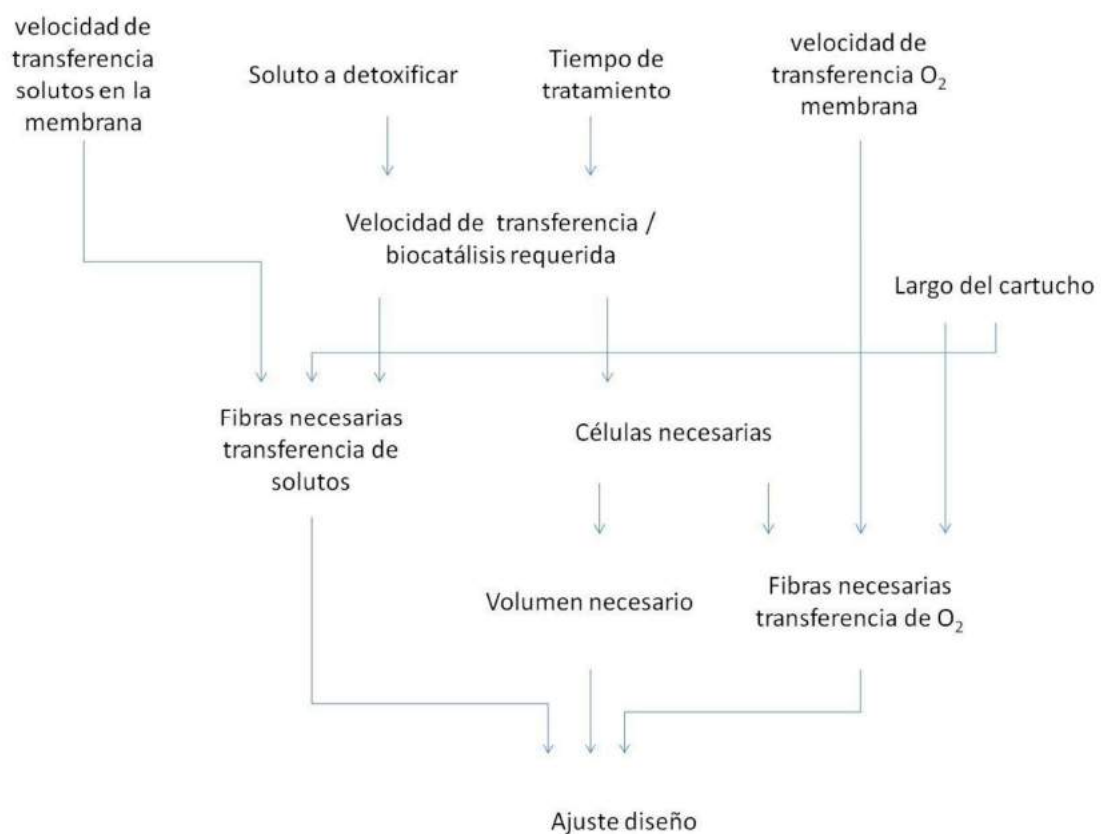 velocidad de
transferencia
solutos en la
membrana
Soluto a detoxificar
Tiempo de
tratamiento
velocidad de
transferencia O₂
membrana
Velocidad de transferencia /
biocatálisis requerida
Largo del cartucho
Fibras necesarias
transferencia de
solutos
Células necesarias
Volumen necesario
Fibras necesarias
transferencia de O₂
Ajuste diseño